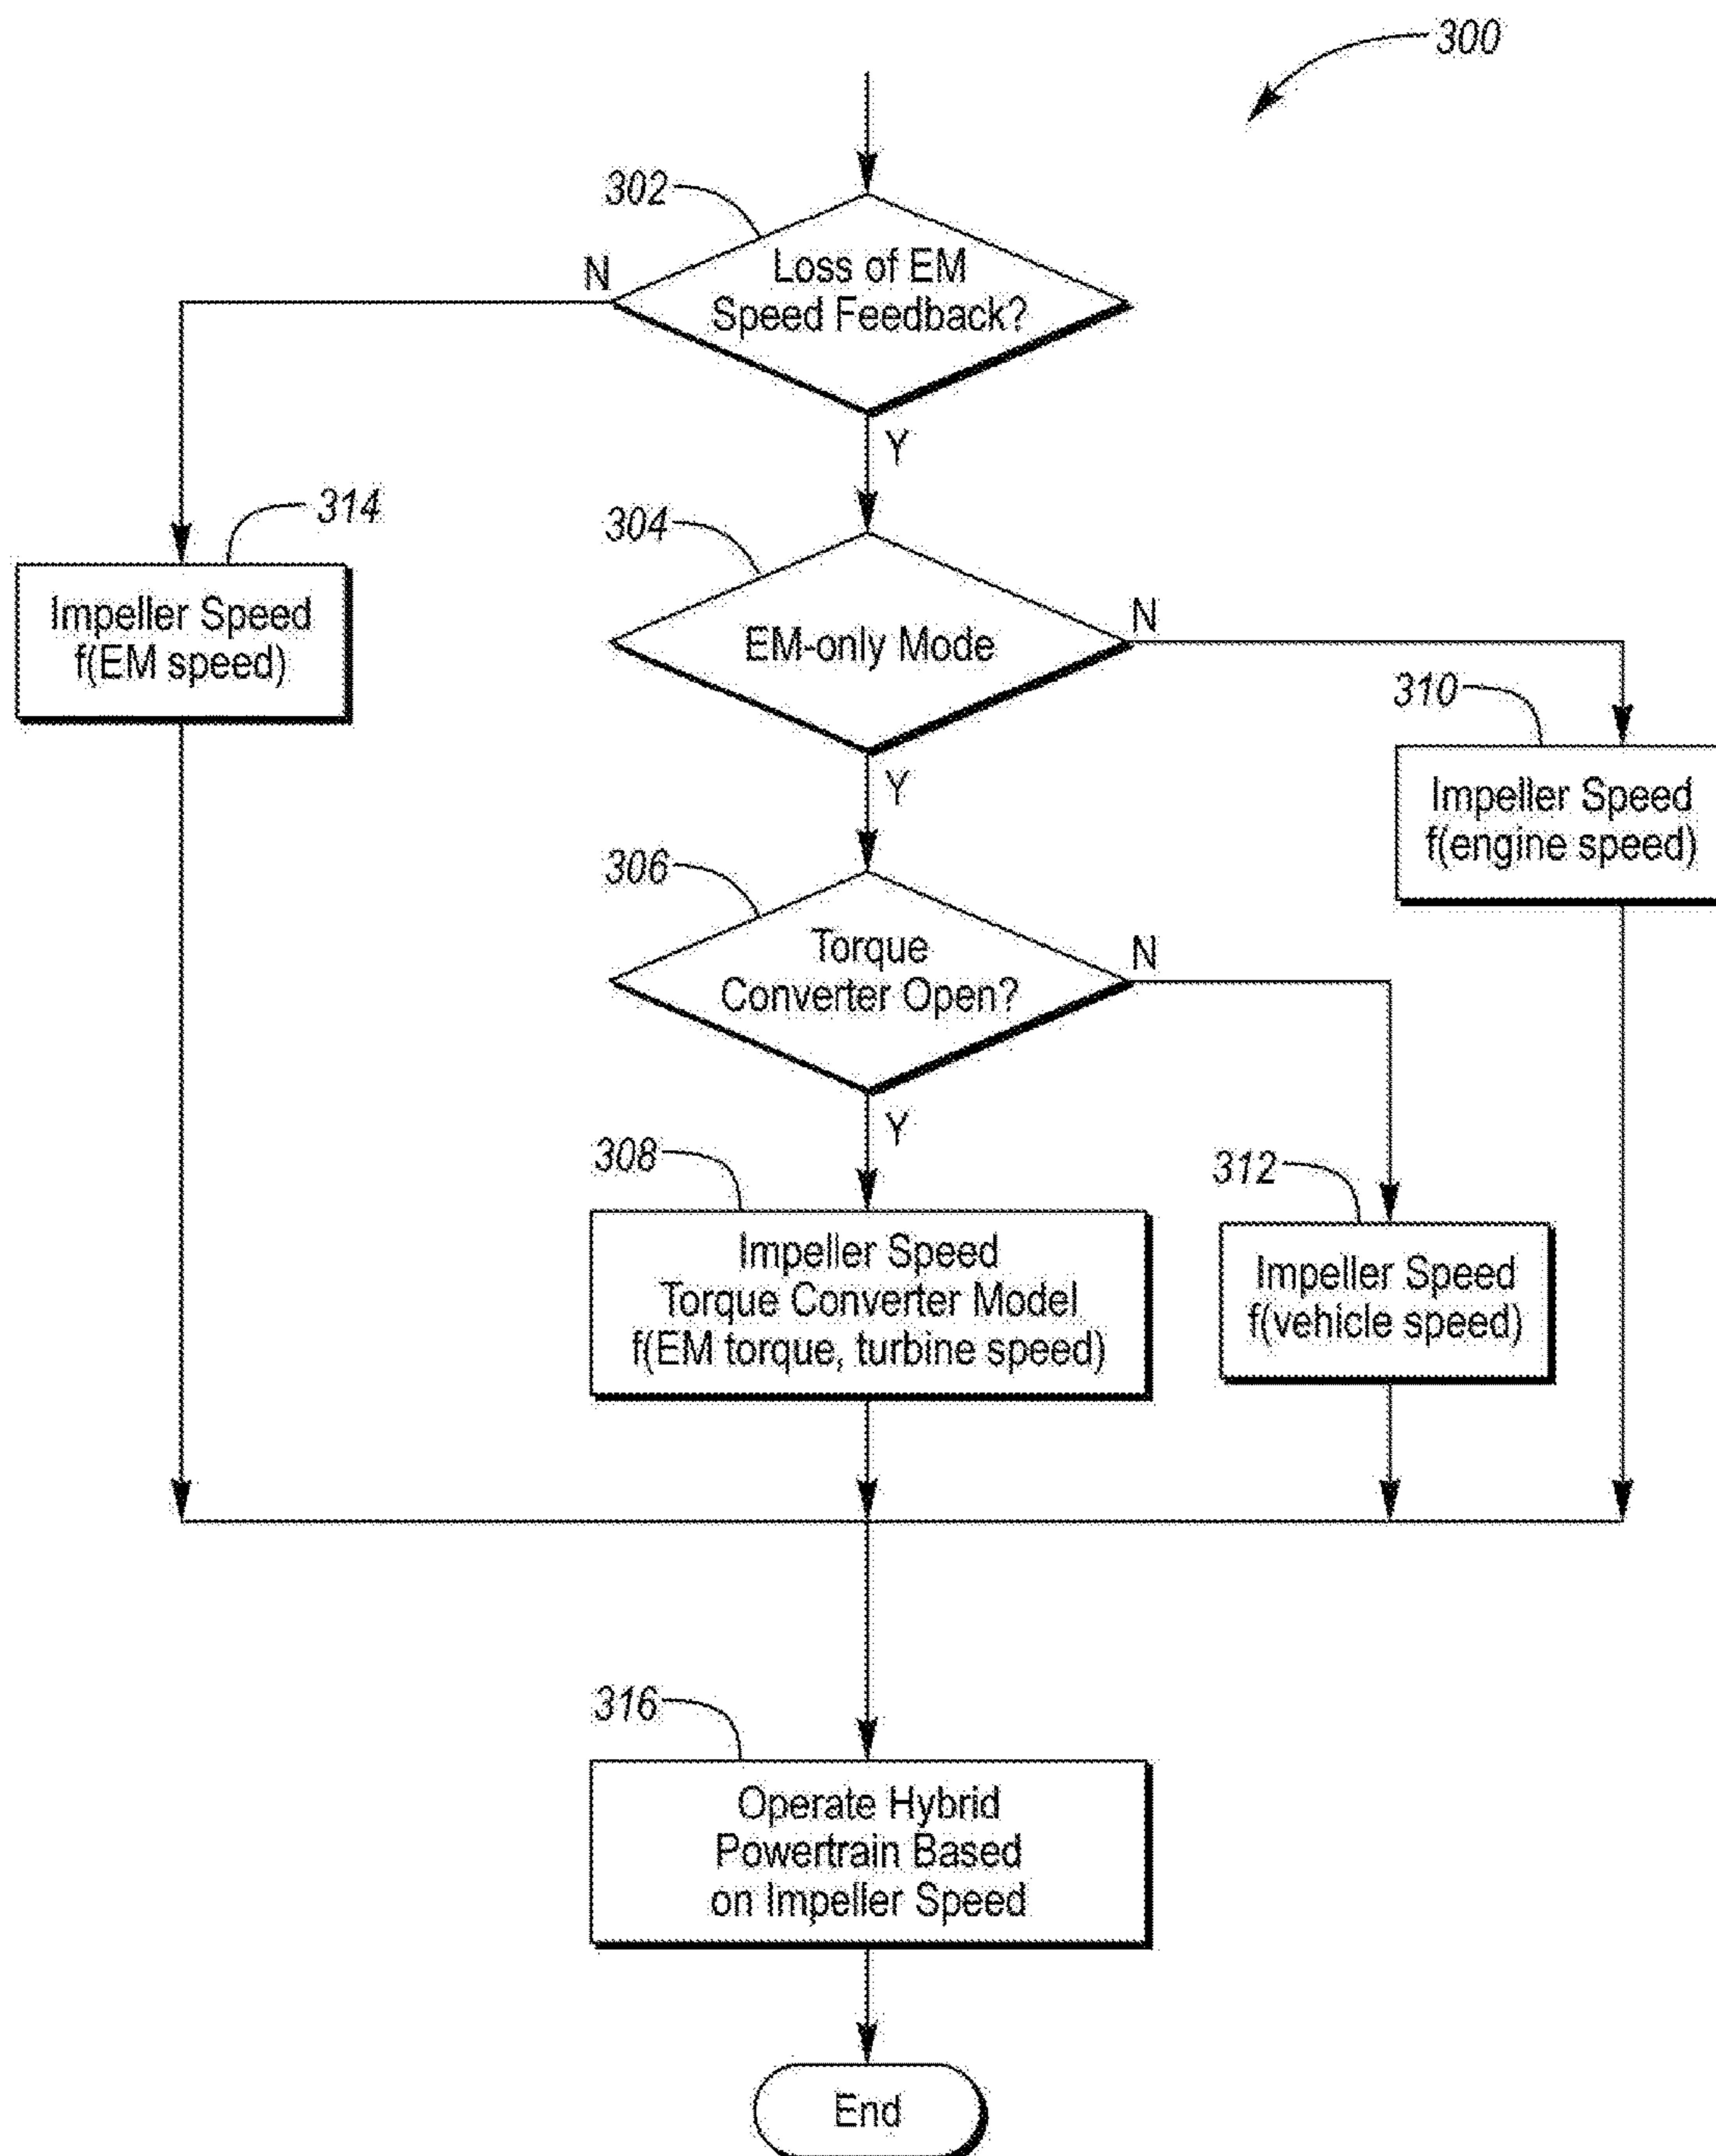 300
302
N
Loss of EM
Speed Feedback?
Y
314
Impeller Speed
f(EM speed)
304
EM-only Mode
N
Y
310
Impeller Speed
f(engine speed)
306
Torque
Converter Open?
N
Y
308
Impeller Speed
Torque Converter Model
f(EM torque, turbine speed)
312
Impeller Speed
f(vehicle speed)
316
Operate Hybrid
Powertrain Based
on Impeller Speed
End